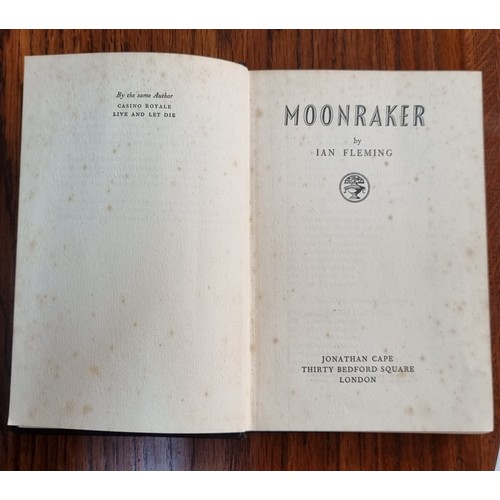 By the same Author
CASINO ROYALE
LIVE AND LET DIE
MOONRAKER
by
IAN FLEMING
JONATHAN CAPE
THIRTY BEDFORD SQUARE
LONDON